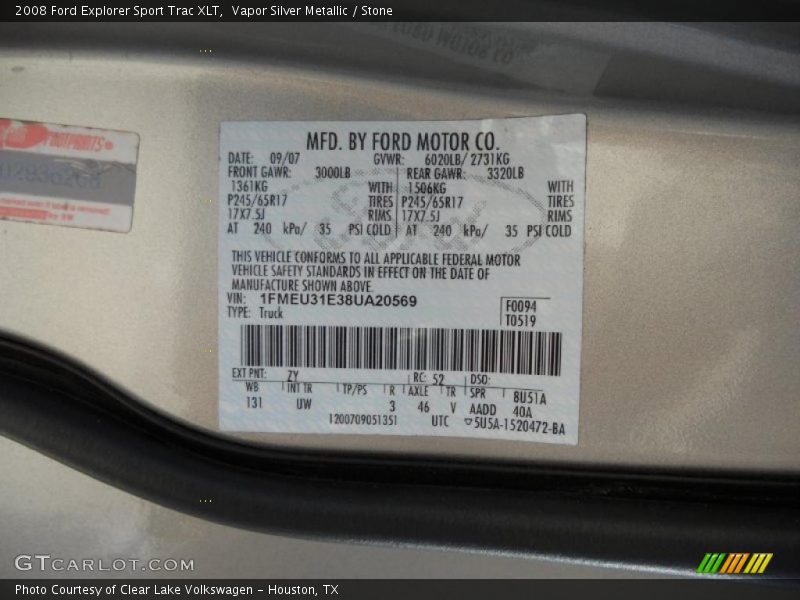 2008 Ford Explorer Sport Trac XLT,  Vapor Silver Metallic / Stone
FOOTPRINTS
MFD. BY FORD MOTOR CO.
DATE: 09/07 GVWR: 6020LB/ 2731KG
FRONT GAWR: 3000LB REAR GAWR: 3320LB
1361KG WITH 1506KG WITH
P245/65R17 TIRES P245/65R17 TIRES
17X7.5J RIMS 17X7.5J RIMS
AT 240 kPa/ 35 PSI COLD AT 240 kPa/ 35 PSI COLD
THIS VEHICLE CONFORMS TO ALL APPLICABLE FEDERAL MOTOR
VEHICLE SAFETY STANDARDS IN EFFECT ON THE DATE OF
MANUFACTURE SHOWN ABOVE.
VIN: 1FMEU31E38UA20569 F0094
TYPE: Truck T0519
EXT PNT: ZY RC: 52 DSO:
WB INT TR TP/PS R AXLE TR SPR 8U51A
131 UW 3 46 V AADD 40A
1200709051351 UTC ▽5U5A-1520472-BA
GTCARLOT.COM
Photo Courtesy of Clear Lake Volkswagen – Houston, TX